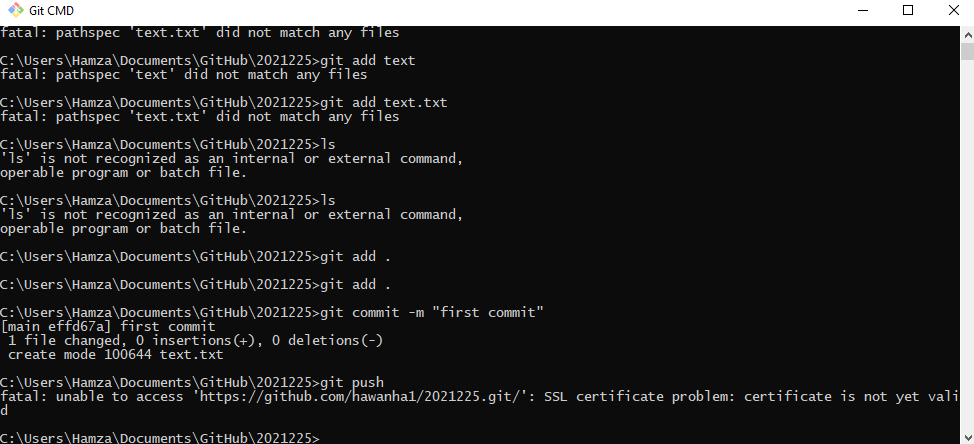 Git CMD
fatal: pathspec 'text.txt' did not match any files
C:\Users\Hamza\Documents\GitHub\2021225>git add text
fatal: pathspec 'text' did not match any files
C:\Users\Hamza\Documents\GitHub\2021225>git add text.txt
fatal: pathspec 'text.txt' did not match any files
C:\Users\Hamza\Documents\GitHub\2021225>ls
'ls' is not recognized as an internal or external command,
operable program or batch file.
C:\Users\Hamza\Documents\GitHub\2021225>ls
'ls' is not recognized as an internal or external command,
operable program or batch file.
C:\Users\Hamza\Documents\GitHub\2021225>git add .
C:\Users\Hamza\Documents\GitHub\2021225>git add .
C:\Users\Hamza\Documents\GitHub\2021225>git commit -m "first commit"
[main effd67a] first commit
 1 file changed, 0 insertions(+), 0 deletions(-)
 create mode 100644 text.txt
C:\Users\Hamza\Documents\GitHub\2021225>git push
fatal: unable to access 'https://github.com/hawanha1/2021225.git/': SSL certificate problem: certificate is not yet vali
d
C:\Users\Hamza\Documents\GitHub\2021225>